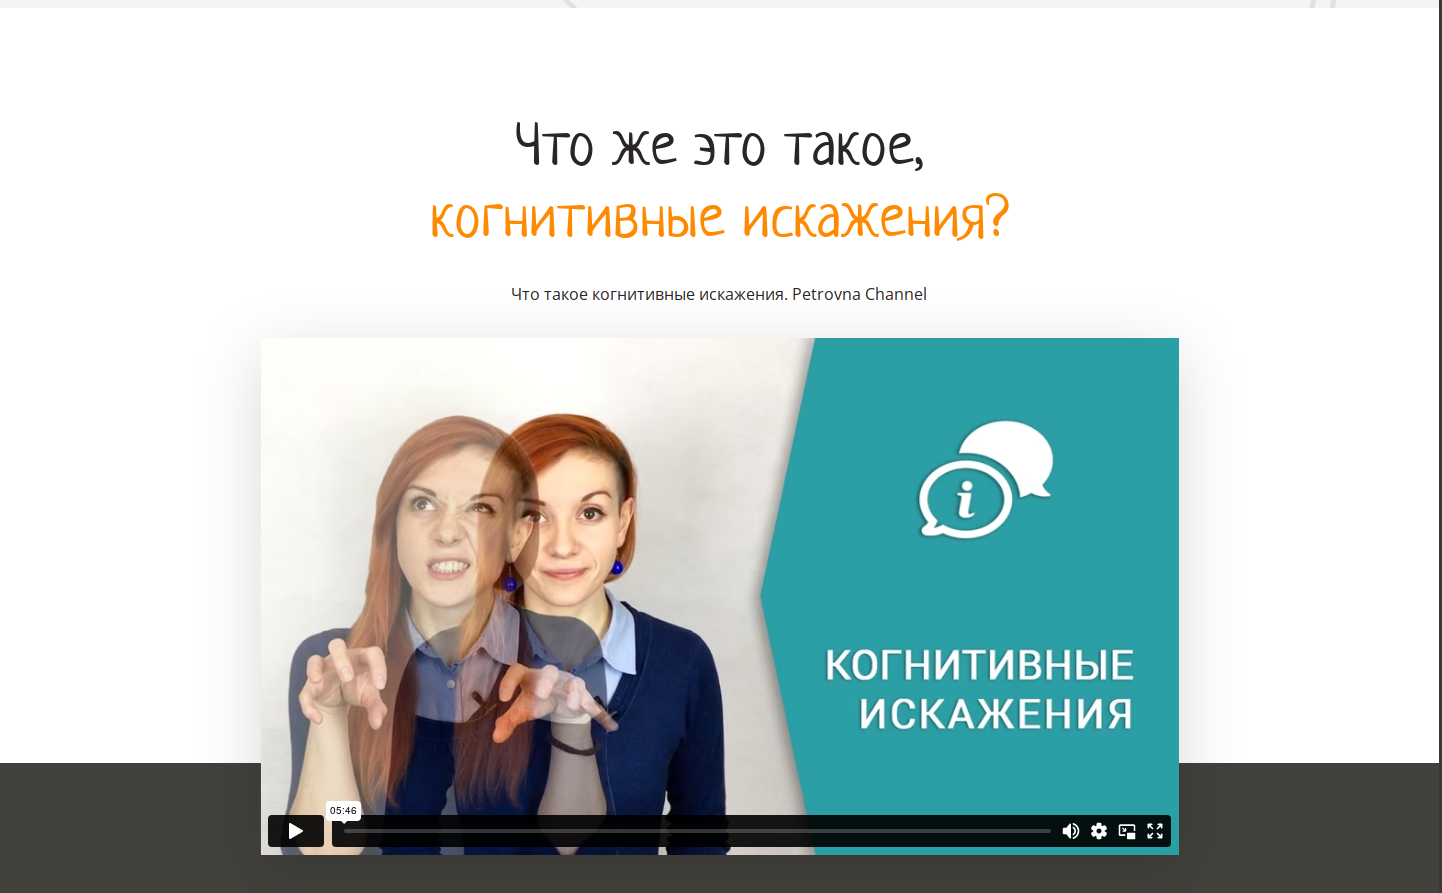 Что же это такое,
когнитивные искажения?
Что такое когнитивные искажения. Petrovna Channel
i
КОГНИТИВНЫЕ
ИСКАЖЕНИЯ
05:46